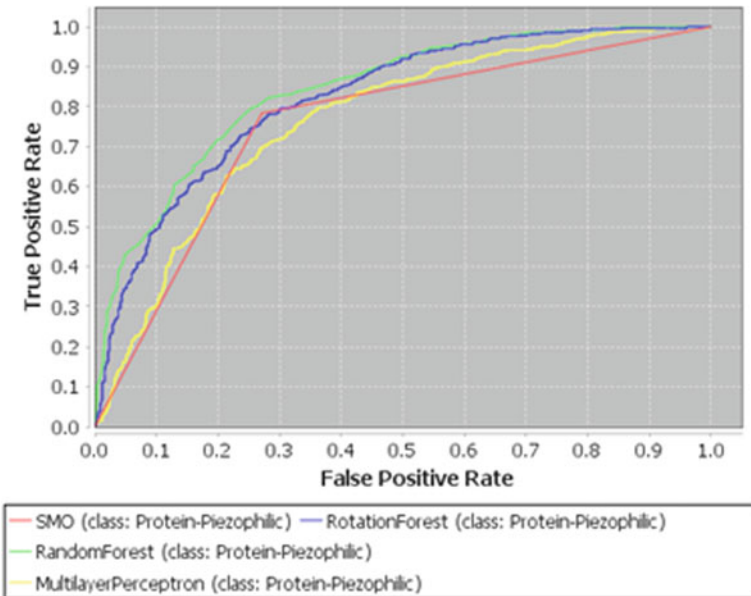 1.0
0.9
0.8
0.7
0.6
0.5
0.4
0.3
0.2
0.1
0.0
True Positive Rate
0.0 0.1 0.2 0.3 0.4 0.5 0.6 0.7 0.8 0.9 1.0
False Positive Rate
SMO (class: Protein-Piezophilic) RotationForest (class: Protein-Piezophilic)
RandomForest (class: Protein-Piezophilic)
MultilayerPerceptron (class: Protein-Piezophilic)